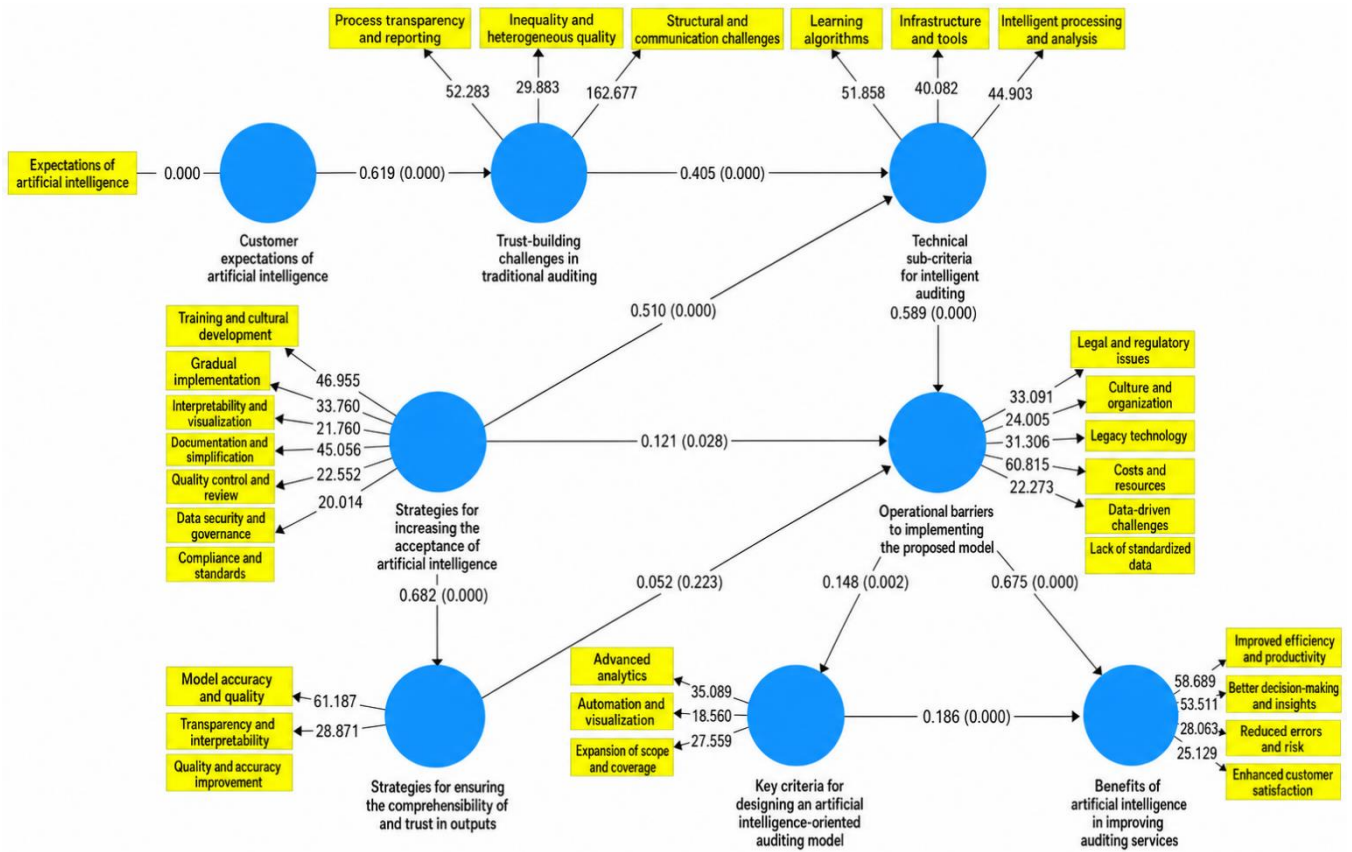 Process transparency
and reporting
Inequality and
heterogeneous quality
Structural and
communication challenges
Learning
algorithms
Infrastructure
and tools
Intelligent processing
and analysis
52.283
29.883
162.677
51.858
40.082
44.903
Expectations of
artificial intelligence
0.000
0.619 (0.000)
0.405 (0.000)
Customer
expectations of
artificial intelligence
Trust-building
challenges in
traditional auditing
Technical
sub-criteria
for intelligent
auditing
0.510 (0.000)
0.589 (0.000)
Training and cultural
development
Gradual
implementation
Interpretability and
visualization
Documentation and
simplification
Quality control and
review
Data security and
governance
Compliance and
standards
46.955
33.760
21.760
45.056
22.552
20.014
0.121 (0.028)
33.091
24.005
31.306
60.815
22.273
Legal and regulatory
issues
Culture and
organization
Legacy technology
Costs and
resources
Data-driven
challenges
Lack of standardized
data
Strategies for
increasing the
acceptance of
artificial intelligence
Operational barriers
to implementing
the proposed model
0.682 (0.000)
0.052 (0.223)
0.148 (0.002)
0.675 (0.000)
Model accuracy
and quality
Transparency and
interpretability
Quality and accuracy
improvement
61.187
28.871
Advanced
analytics
Automation and
visualization
Expansion of scope
and coverage
35.089
18.560
27.559
0.186 (0.000)
58.689
53.511
28.063
25.129
Improved efficiency
and productivity
Better decision-making
and insights
Reduced errors
and risk
Enhanced customer
satisfaction
Strategies for ensuring
the comprehensibility of
and trust in outputs
Key criteria for
designing an artificial
intelligence-oriented
auditing model
Benefits of
artificial intelligence
in improving
auditing services